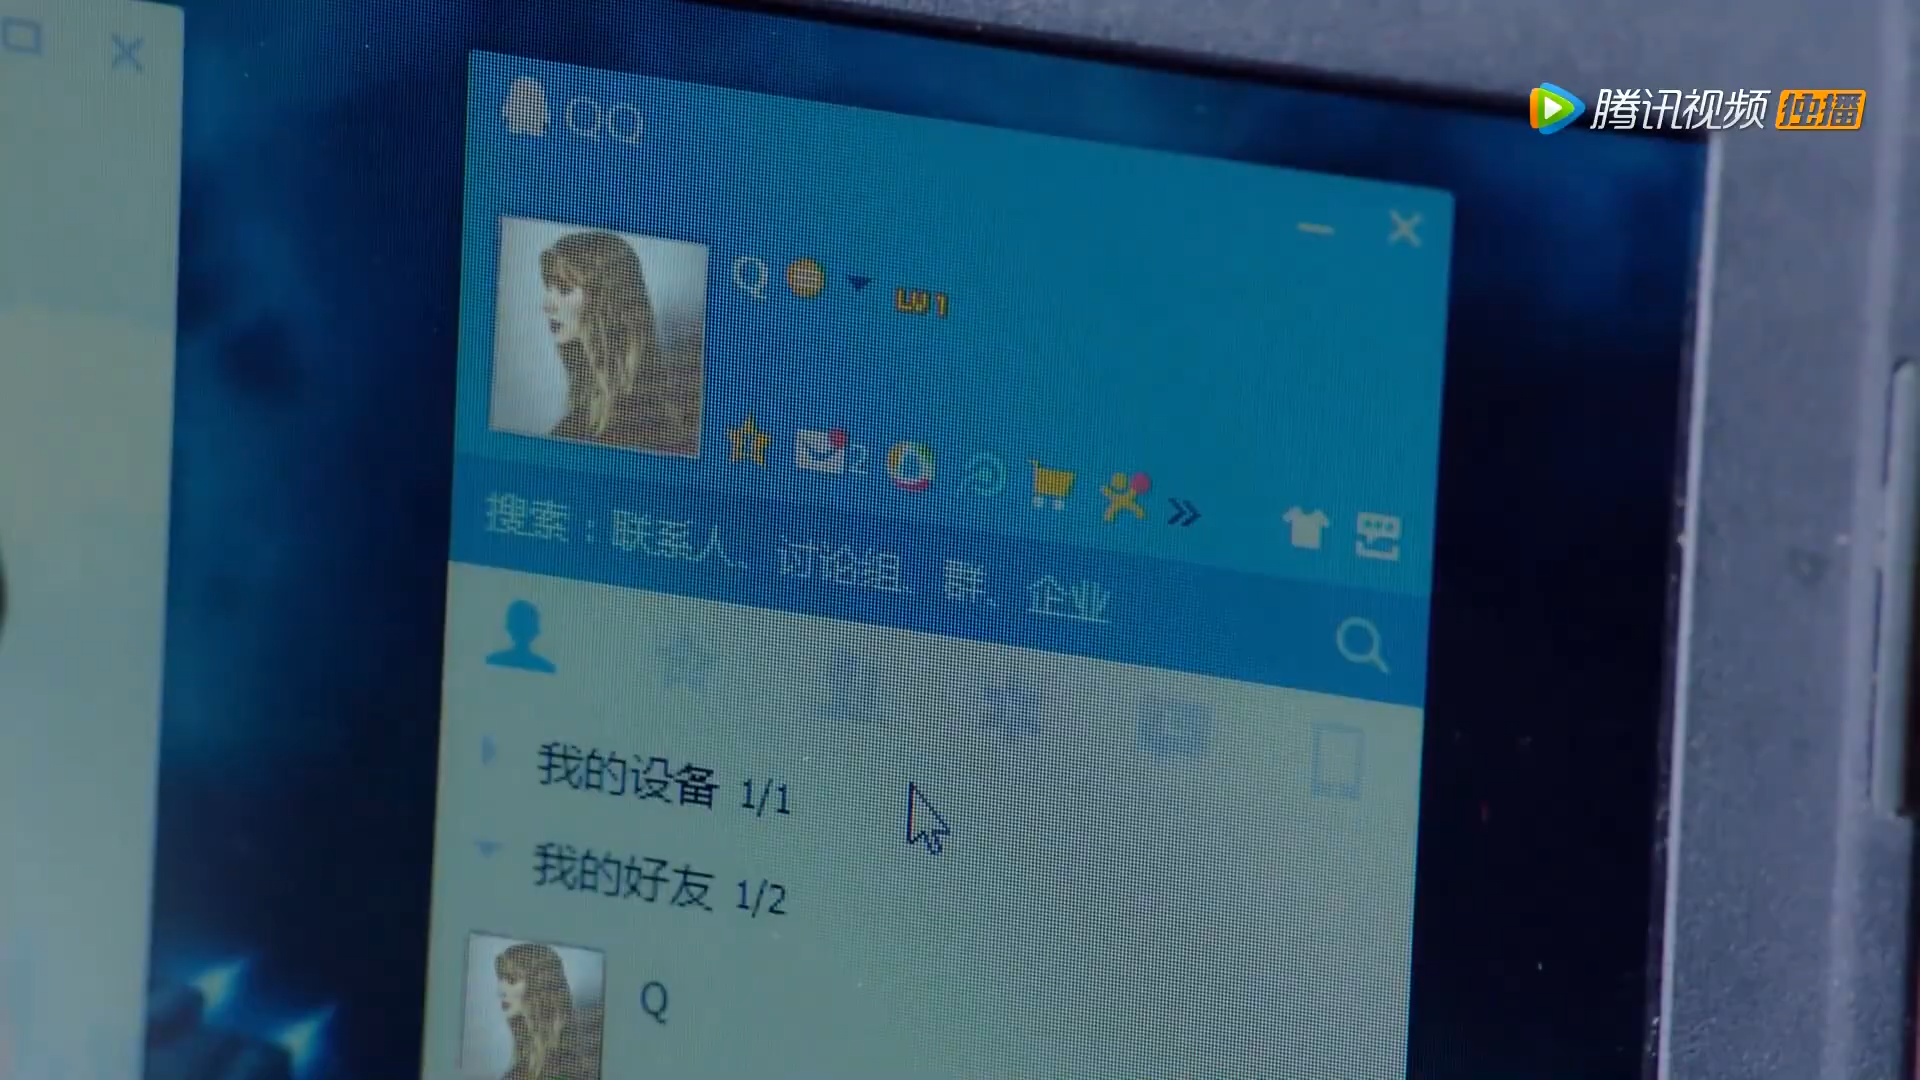 腾讯视频 独播
QQ
Q LV1
2
搜索：联系人、讨论组、群、企业
我的设备 1/1
我的好友 1/2
Q